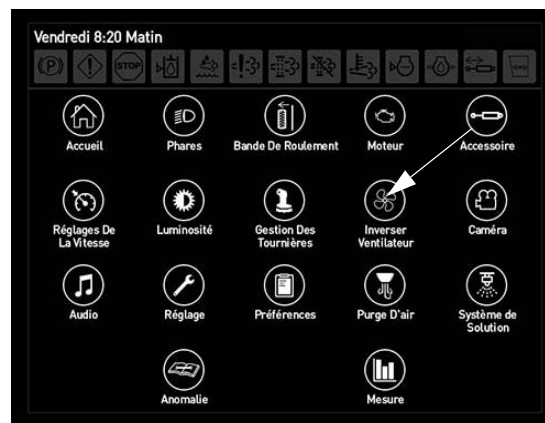 Vendredi 8:20 Matin
(P) STOP
Accueil Phares Bande De Roulement Moteur Accessoire
Réglages De La Vitesse Luminosité Gestion Des Tournières Inverser Ventilateur Caméra
Audio Réglage Préférences Purge D'air Système de Solution
Anomalie Mesure